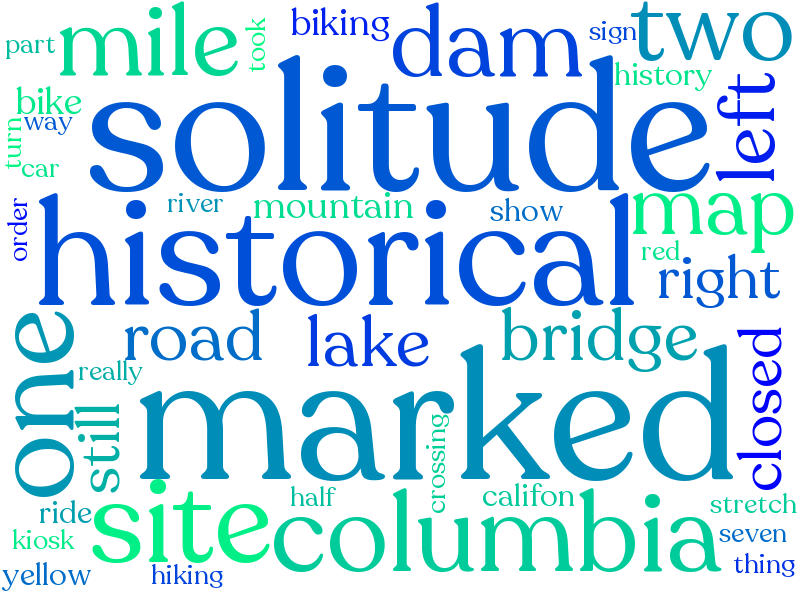 part
mile
took
biking
dam
sign
two
history
bike
way
turn
car
solitude
left
order
river
mountain
show
map
historical
red
right
one
road
lake
bridge
really
still
marked
closed
crossing
site
columbia
half
califon
stretch
ride
kiosk
seven
yellow
hiking
thing